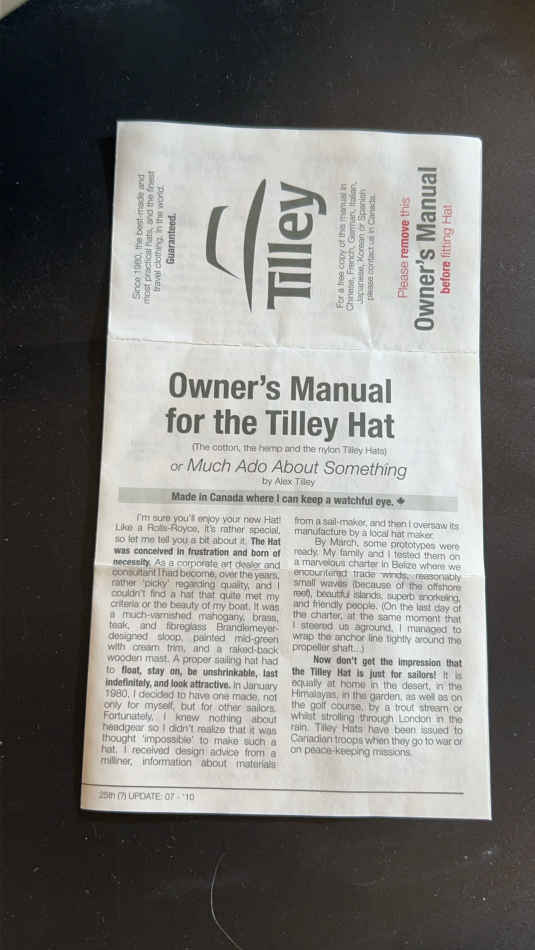 Since 1980, the best-made and
most practical hats, and the finest
travel clothing, in the world.
Guaranteed.
Tilley
For a free copy of this manual in
Chinese, French, German, Italian,
Japanese, Korean or Spanish
please contact us in Canada.
Please remove this
Owner's Manual
before fitting Hat
Owner's Manual
for the Tilley Hat
(The cotton, the hemp and the nylon Tilley Hats)
or Much Ado About Something
by Alex Tilley
Made in Canada where I can keep a watchful eye.
I'm sure you'll enjoy your new Hat!
Like a Rolls-Royce, it's rather special,
so let me tell you a bit about it. The Hat
was conceived in frustration and born of
necessity. As a corporate art dealer and
consultant I had become, over the years,
rather 'picky' regarding quality, and I
couldn't find a hat that quite met my
criteria or the beauty of my boat. It was
a much-varnished mahogany, brass,
teak, and fibreglass Brandlemeyer-
designed sloop, painted mid-green
with cream trim, and a raked-back
wooden mast. A proper sailing hat had
to float, stay on, be unshrinkable, last
indefinitely, and look attractive. In January
1980, I decided to have one made, not
only for myself, but for other sailors.
Fortunately, I knew nothing about
headgear so I didn't realize that it was
thought 'impossible' to make such a
hat. I received design advice from a
milliner, information about materials
from a sail-maker, and then I oversaw its
manufacture by a local hat maker.
By March, some prototypes were
ready. My family and I tested them on
a marvelous charter in Belize where we
encountered trade winds, reasonably
small waves (because of the offshore
reef), beautiful islands, superb snorkeling,
and friendly people. (On the last day of
the charter, at the same moment that
I steered us aground, I managed to
wrap the anchor line tightly around the
propeller shaft...)
Now don't get the impression that
the Tilley Hat is just for sailors! It is
equally at home in the desert, in the
Himalayas, in the garden, as well as on
the golf course, by a trout stream or
whilst strolling through London in the
rain. Tilley Hats have been issued to
Canadian troops when they go to war or
on peace-keeping missions.
25th (?) UPDATE: 07 - '10